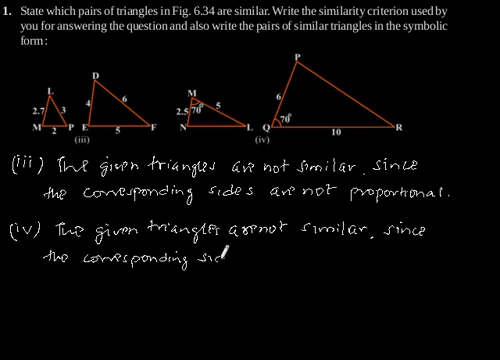 1. State which pairs of triangles in Fig. 6.34 are similar. Write the similarity criterion used by
you for answering the question and also write the pairs of similar triangles in the symbolic
form :
P
D
L
M
6
2.7 3
4
6
2.5 70° 5
70°
M 2 P E 5 F
N L Q 10 R
(iii) (iv)
(iii) The given triangles are not similar, since
the corresponding sides are not proportional.
(iv) The given triangles are not similar, since
the corresponding sid